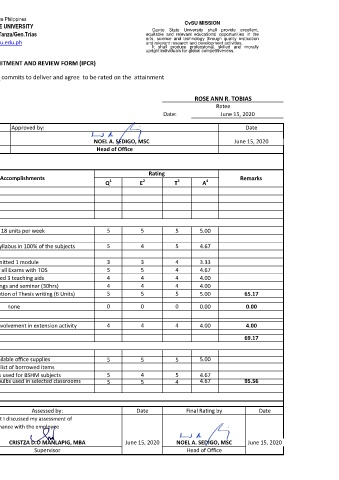 e Philippines
E UNIVERSITY
Tanza/Gen.Trias
u.edu.ph
CvSU MISSION
Cavite State University shall provide excellent,
equitable and relevant educational opportunities in the
arts, science and technology through quality instruction
and relevant research and development activities.
It shall produce professional, skilled and morally
upright individuals for global competitiveness.
MITMENT AND REVIEW FORM (IPCR)
commits to deliver and agree to be rated on the attainment
ROSE ANN R. TOBIAS
Ratee
Date: June 15, 2020
Approved by: Date
NOEL A. SEDIGO, MSC June 15, 2020
Head of Office
Accomplishments Rating Remarks
Q1 E2 T3 A4
18 units per week 5 5 5 5.00
yllabus in 100% of the subjects 5 4 5 4.67
mitted 1 module 3 3 4 3.33
all Exams with TOS 5 5 4 4.67
ed 3 teaching aids 4 4 4 4.00
ngs and seminar (30hrs) 4 4 4 4.00
tion of Thesis writing (6 Units) 5 5 5 5.00 65.17
none 0 0 0 0.00 0.00
volvement in extension activity 4 4 4 4.00 4.00
69.17
ilable office supplies 5 5 5 5.00
list of borrowed items
s used for BSHM subjects 5 4 5 4.67
bulbs used in selected classrooms 5 5 4 4.67 95.56
Assessed by: Date Final Rating by Date
t I discussed my assessment of
mance with the employee
CRISTZA D.O MANLAPIG, MBA June 15, 2020 NOEL A. SEDIGO, MSC June 15, 2020
Supervisor Head of Office